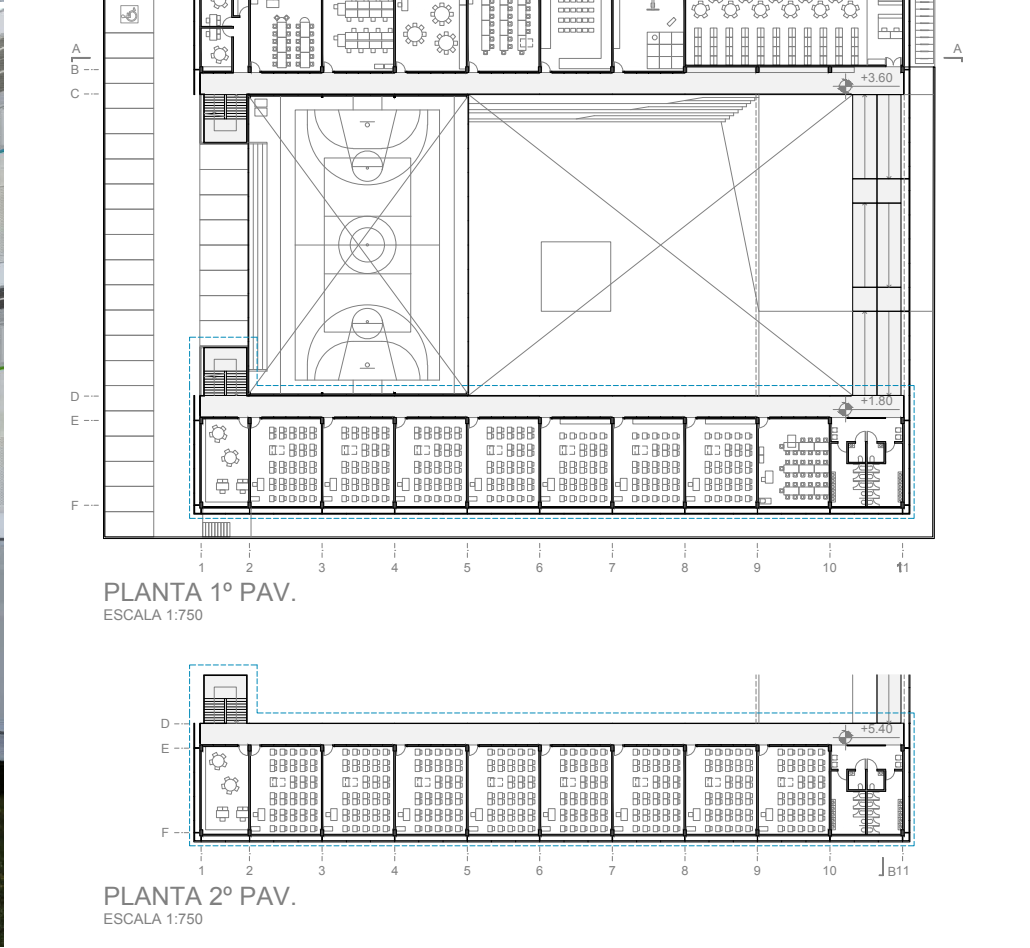 A A
B
+3.60
C
D
+1.80
E
F
1 2 3 4 5 6 7 8 9 10 11
PLANTA 1º PAV.
ESCALA 1:750
D
+5.40
E
F
1 2 3 4 5 6 7 8 9 10 B 11
PLANTA 2º PAV.
ESCALA 1:750